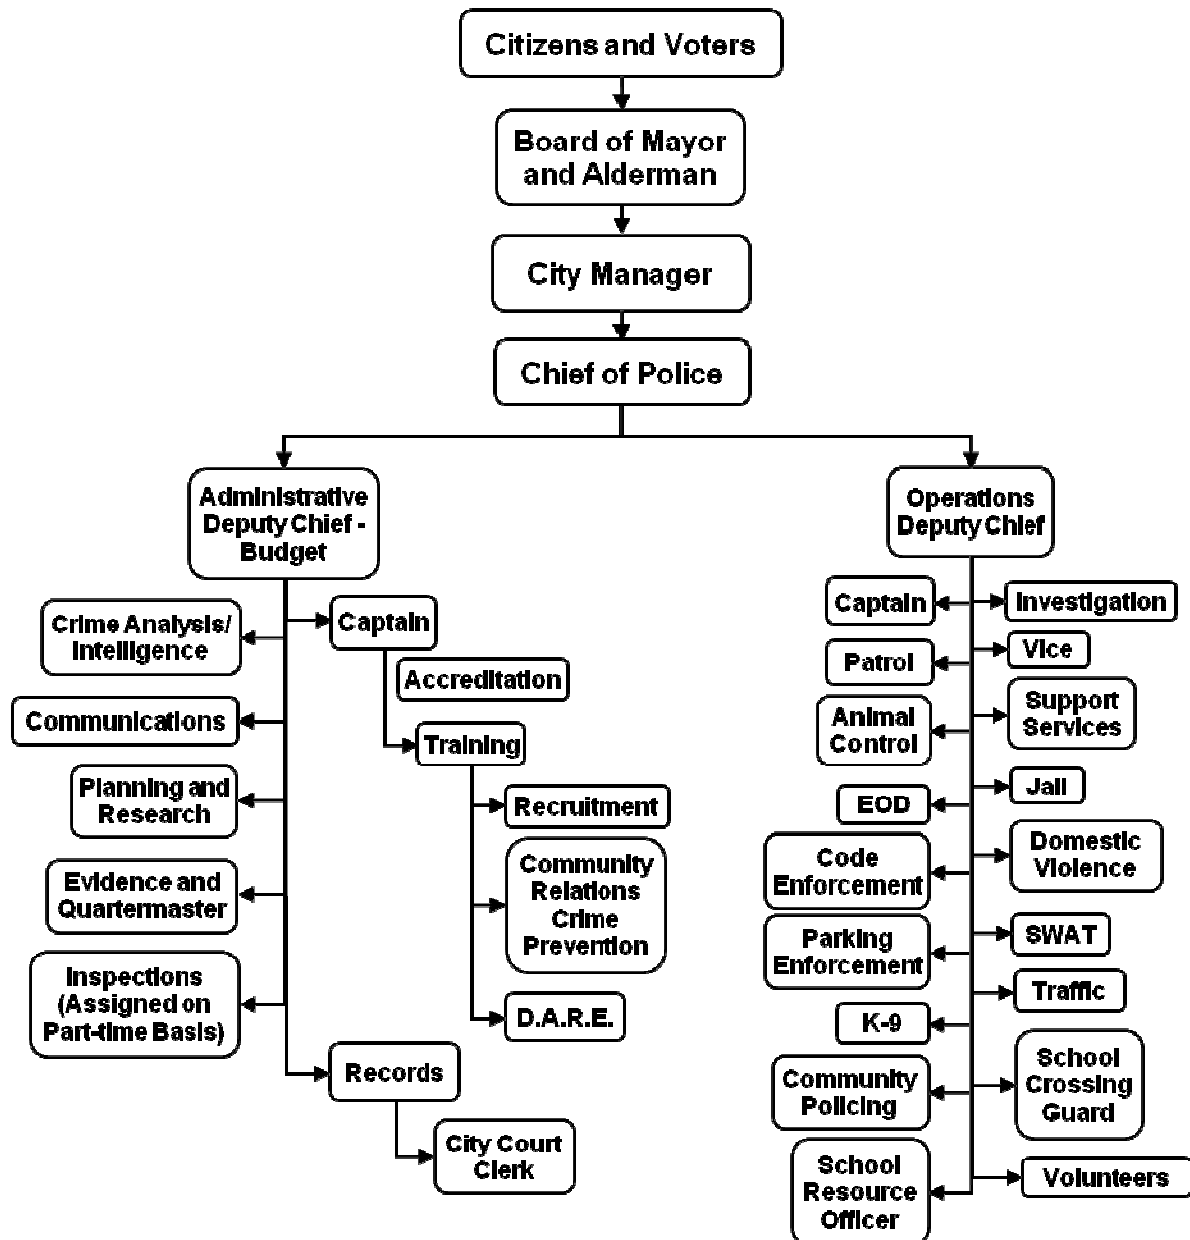 Citizens and Voters
Board of Mayor
and Alderman
City Manager
Chief of Police
Administrative
Deputy Chief -
Budget
Crime Analysis/
Intelligence
Communications
Planning and
Research
Evidence and
Quartermaster
Inspections
(Assigned on
Part-time Basis)
Captain
Accreditation
Training
Recruitment
Community
Relations
Crime
Prevention
D.A.R.E.
Records
City Court
Clerk
Operations
Deputy Chief
Captain
Patrol
Animal
Control
EOD
Code
Enforcement
Parking
Enforcement
K-9
Community
Policing
School
Resource
Officer
Investigation
Vice
Support
Services
Jail
Domestic
Violence
SWAT
Traffic
School
Crossing
Guard
Volunteers